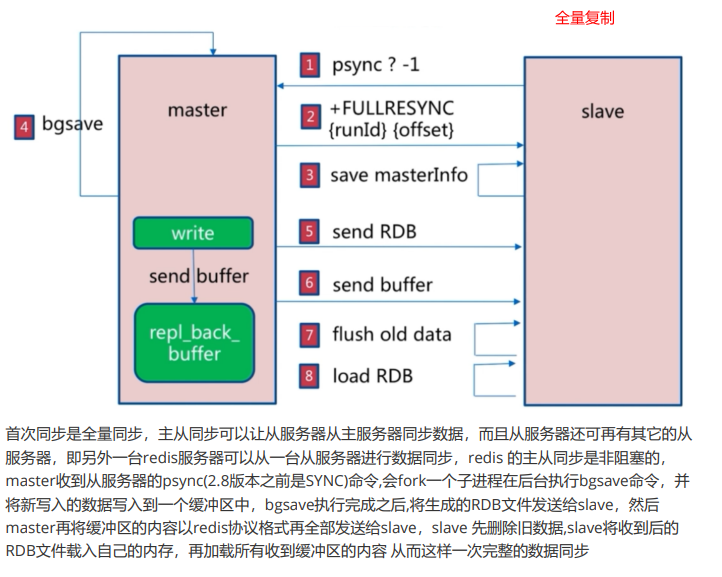 全量复制
1 psync ? -1
master
slave
2 +FULLRESYNC
{runId} {offset}
4 bgsave
3 save masterInfo
write
5 send RDB
send buffer
6 send buffer
repl_back_
buffer
7 flush old data
8 load RDB
首次同步是全量同步，主从同步可以让从服务器从主服务器同步数据，而且从服务器还可再有其它的从
服务器，即另外一台redis服务器可以从一台从服务器进行数据同步，redis 的主从同步是非阻塞的，
master收到从服务器的psync(2.8版本之前是SYNC)命令,会fork一个子进程在后台执行bgsave命令，并
将新写入的数据写入到一个缓冲区中，bgsave执行完成之后,将生成的RDB文件发送给slave，然后
master再将缓冲区的内容以redis协议格式再全部发送给slave，slave 先删除旧数据,slave将收到后的
RDB文件载入自己的内存，再加载所有收到缓冲区的内容 从而这样一次完整的数据同步